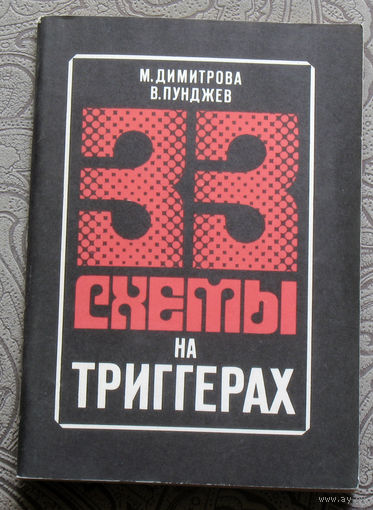 М.ДИМИТРОВА
В.ПУНДЖЕВ
33
СХЕМЫ
НА
ТРИГГЕРАХ